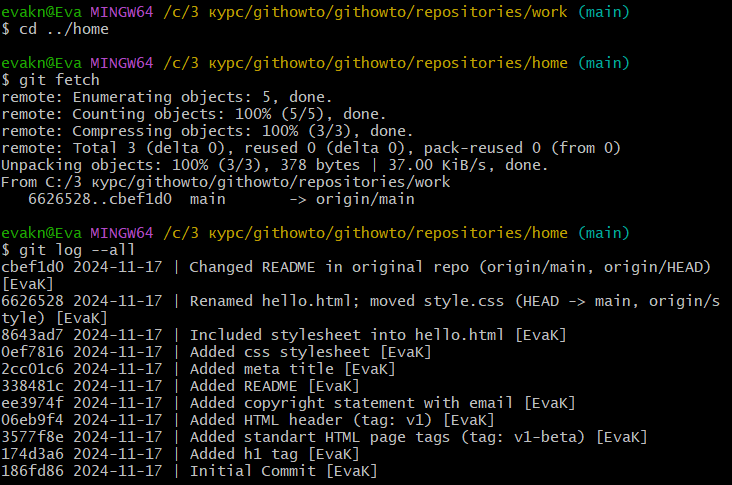 evakn@Eva MINGW64 /c/3 курс/githowto/githowto/repositories/work (main)
$ cd ../home

evakn@Eva MINGW64 /c/3 курс/githowto/githowto/repositories/home (main)
$ git fetch
remote: Enumerating objects: 5, done.
remote: Counting objects: 100% (5/5), done.
remote: Compressing objects: 100% (3/3), done.
remote: Total 3 (delta 0), reused 0 (delta 0), pack-reused 0 (from 0)
Unpacking objects: 100% (3/3), 378 bytes | 37.00 KiB/s, done.
From C:/3 курс/githowto/githowto/repositories/work
   6626528..cbef1d0  main       -> origin/main

evakn@Eva MINGW64 /c/3 курс/githowto/githowto/repositories/home (main)
$ git log --all
cbef1d0 2024-11-17 | Changed README in original repo (origin/main, origin/HEAD)
[EvaK]
6626528 2024-11-17 | Renamed hello.html; moved style.css (HEAD -> main, origin/s
tyle) [EvaK]
8643ad7 2024-11-17 | Included stylesheet into hello.html [EvaK]
0ef7816 2024-11-17 | Added css stylesheet [EvaK]
2cc01c6 2024-11-17 | Added meta title [EvaK]
338481c 2024-11-17 | Added README [EvaK]
ee3974f 2024-11-17 | Added copyright statement with email [EvaK]
06eb9f4 2024-11-17 | Added HTML header (tag: v1) [EvaK]
3577f8e 2024-11-17 | Added standart HTML page tags (tag: v1-beta) [EvaK]
174d3a6 2024-11-17 | Added h1 tag [EvaK]
186fd86 2024-11-17 | Initial Commit [EvaK]